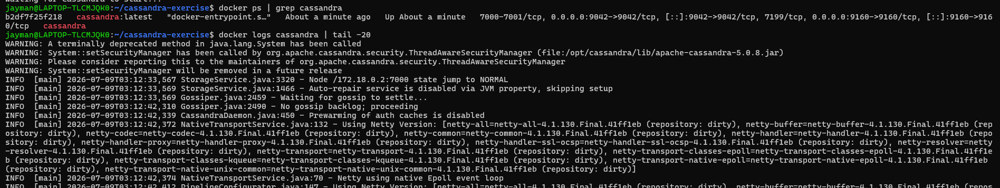 Waiting for Cassandra to start...
jayman@LAPTOP-TLCMJQK0:~/cassandra-exercise$ docker ps | grep cassandra
b2df7f25f218   cassandra:latest   "docker-entrypoint.s…"   About a minute ago   Up About a minute   7000-7001/tcp, 0.0.0.0:9042->9042/tcp, [::]:9042->9042/tcp, 7199/tcp, 0.0.0.0:9160->9160/tcp, [::]:9160->916
0/tcp   cassandra
jayman@LAPTOP-TLCMJQK0:~/cassandra-exercise$ docker logs cassandra | tail -20
WARNING: A terminally deprecated method in java.lang.System has been called
WARNING: System::setSecurityManager has been called by org.apache.cassandra.security.ThreadAwareSecurityManager (file:/opt/cassandra/lib/apache-cassandra-5.0.8.jar)
WARNING: Please consider reporting this to the maintainers of org.apache.cassandra.security.ThreadAwareSecurityManager
WARNING: System::setSecurityManager will be removed in a future release
INFO  [main] 2026-07-09T03:12:33,567 StorageService.java:3320 - Node /172.18.0.2:7000 state jump to NORMAL
INFO  [main] 2026-07-09T03:12:33,569 StorageService.java:1466 - Auto-repair service is disabled via JVM property, skipping setup
INFO  [main] 2026-07-09T03:12:33,569 Gossiper.java:2459 - Waiting for gossip to settle...
INFO  [main] 2026-07-09T03:12:42,310 Gossiper.java:2490 - No gossip backlog; proceeding
INFO  [main] 2026-07-09T03:12:42,339 CassandraDaemon.java:450 - Prewarming of auth caches is disabled
INFO  [main] 2026-07-09T03:12:42,372 NativeTransportService.java:132 - Using Netty Version: [netty-all=netty-all-4.1.130.Final.41ff1eb (repository: dirty), netty-buffer=netty-buffer-4.1.130.Final.41ff1eb (rep
ository: dirty), netty-codec=netty-codec-4.1.130.Final.41ff1eb (repository: dirty), netty-common=netty-common-4.1.130.Final.41ff1eb (repository: dirty), netty-handler=netty-handler-4.1.130.Final.41ff1eb (repo
sitory: dirty), netty-handler-proxy=netty-handler-proxy-4.1.130.Final.41ff1eb (repository: dirty), netty-handler-ssl-ocsp=netty-handler-ssl-ocsp-4.1.130.Final.41ff1eb (repository: dirty), netty-resolver=netty
-resolver-4.1.130.Final.41ff1eb (repository: dirty), netty-transport=netty-transport-4.1.130.Final.41ff1eb (repository: dirty), netty-transport-classes-epoll=netty-transport-classes-epoll-4.1.130.Final.41ff1e
b (repository: dirty), netty-transport-classes-kqueue=netty-transport-classes-kqueue-4.1.130.Final.41ff1eb (repository: dirty), netty-transport-native-epoll=netty-transport-native-epoll-4.1.130.Final.41ff1eb
(repository: dirty), netty-transport-native-unix-common=netty-transport-native-unix-common-4.1.130.Final.41ff1eb (repository: dirty)]
INFO  [main] 2026-07-09T03:12:42,374 NativeTransportService.java:70 - Netty using native Epoll event loop
INFO  [main] 2026-07-09T03:12:42,412 PipelineConfigurator.java:147 - Using Netty Version: [netty-all=netty-all-4.1.130.Final.41ff1eb (repository: dirty), netty-buffer=netty-buffer-4.1.130.Final.41ff1eb (repos